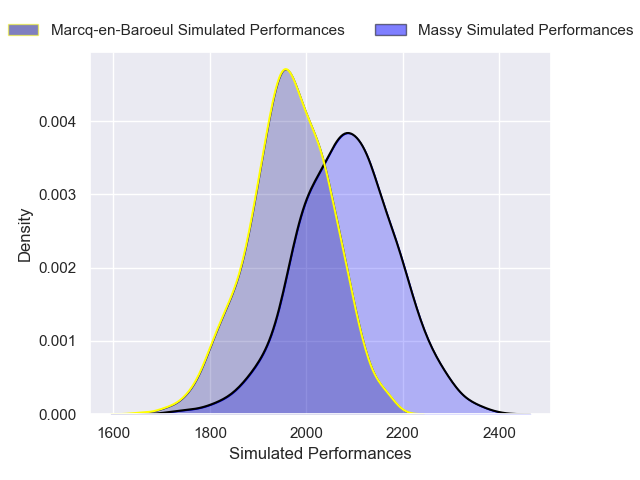 Marcq-en-Baroeul Simulated Performances
Massy Simulated Performances
0.004
0.003
0.002
0.001
0.000
Density
1600 1800 2000 2200 2400
Simulated Performances